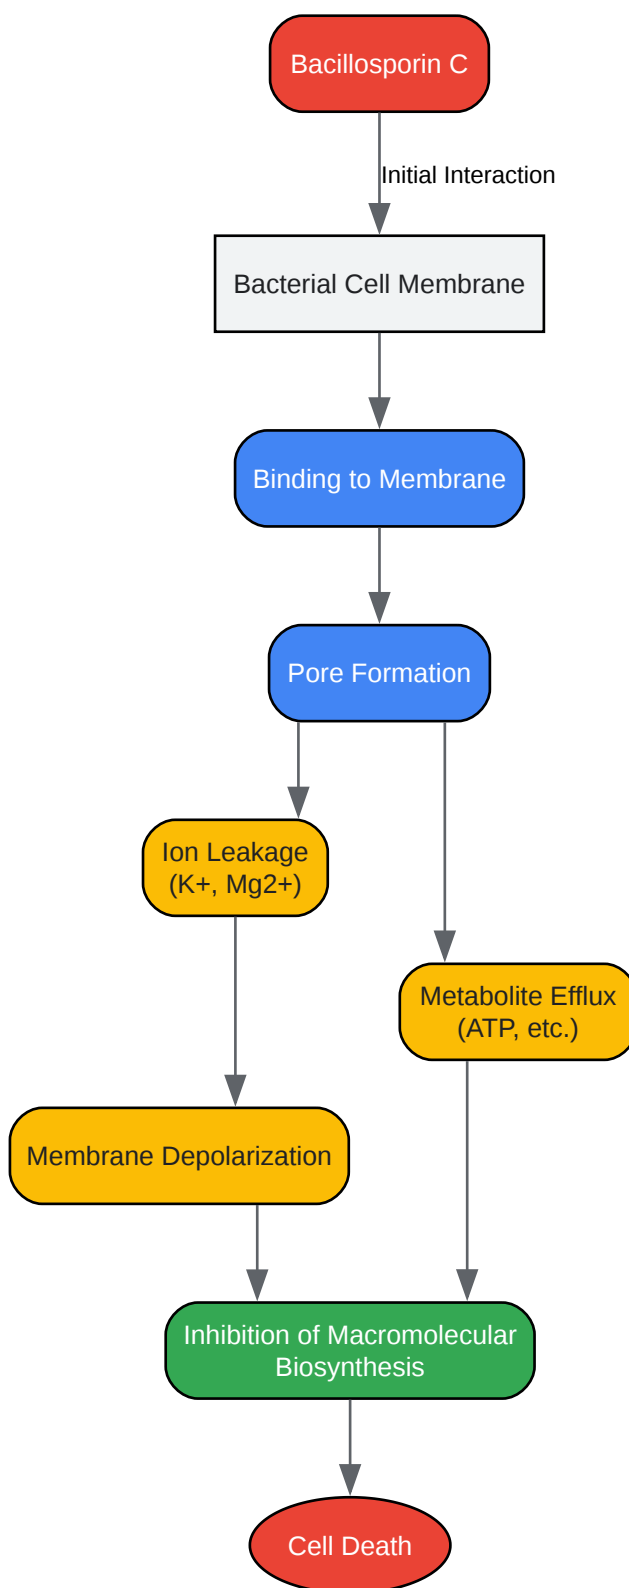 Bacillosporin C
Initial Interaction
Bacterial Cell Membrane
Binding to Membrane
Pore Formation
Ion Leakage
(K+, Mg2+)
Metabolite Efflux
(ATP, etc.)
Membrane Depolarization
Inhibition of Macromolecular
Biosynthesis
Cell Death